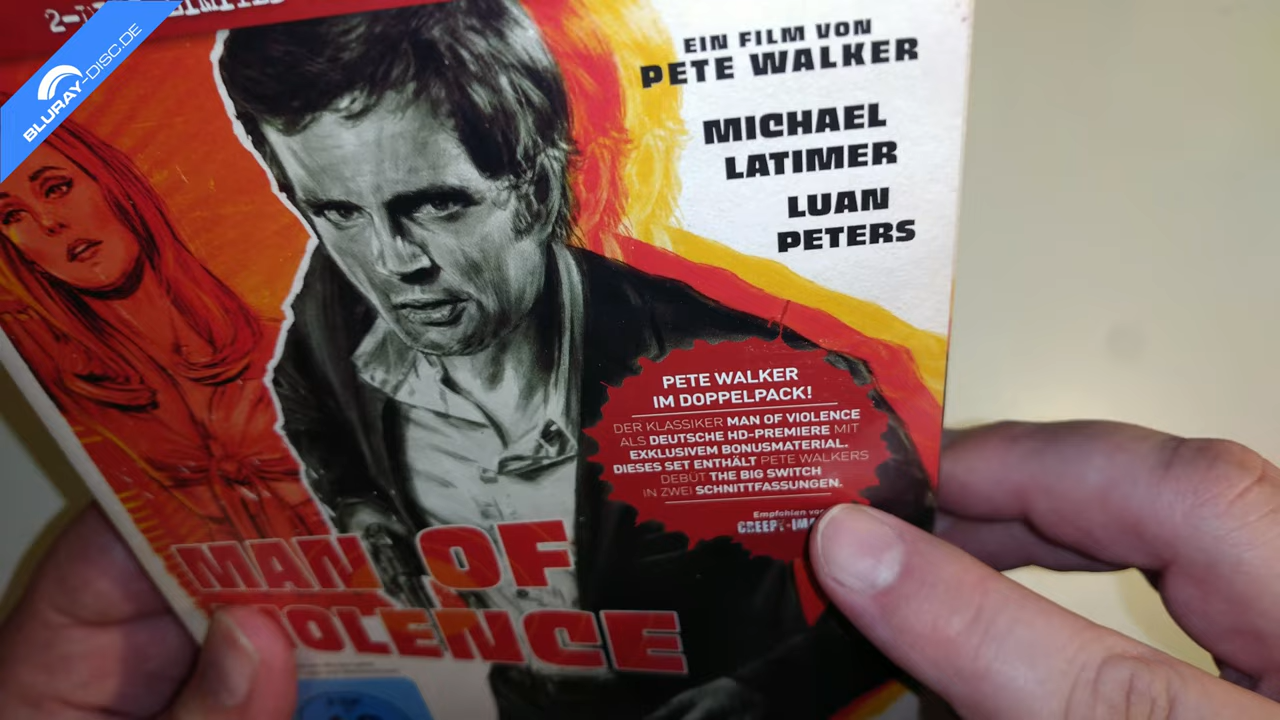 BLURAY-DISC.DE
EIN FILM VON
PETE WALKER
MICHAEL
LATIMER
LUAN
PETERS
PETE WALKER
IM DOPPELPACK!
DER KLASSIKER MAN OF VIOLENCE
ALS DEUTSCHE HD-PREMIERE MIT
EXKLUSIVEM BONUSMATERIAL.
DIESES SET ENTHÄLT PETE WALKERS
DEBÜT THE BIG SWITCH
IN ZWEI SCHNITTFASSUNGEN.
Empfohlen
MAN OF
VIOLENCE